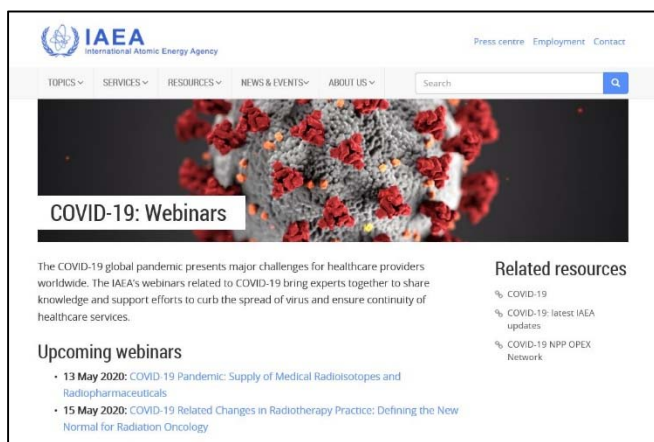 IAEA
International Atomic Energy Agency
Press centre Employment Contact
TOPICS SERVICES RESOURCES NEWS & EVENTS ABOUT US Search
COVID-19: Webinars
The COVID-19 global pandemic presents major challenges for healthcare providers
worldwide. The IAEA's webinars related to COVID-19 bring experts together to share
knowledge and support efforts to curb the spread of virus and ensure continuity of
healthcare services.
Upcoming webinars
• 13 May 2020: COVID-19 Pandemic: Supply of Medical Radioisotopes and
Radiopharmaceuticals
• 15 May 2020: COVID-19 Related Changes in Radiotherapy Practice: Defining the New
Normal for Radiation Oncology
Related resources
COVID-19
COVID-19: latest IAEA
updates
COVID-19 NPP OPEX
Network